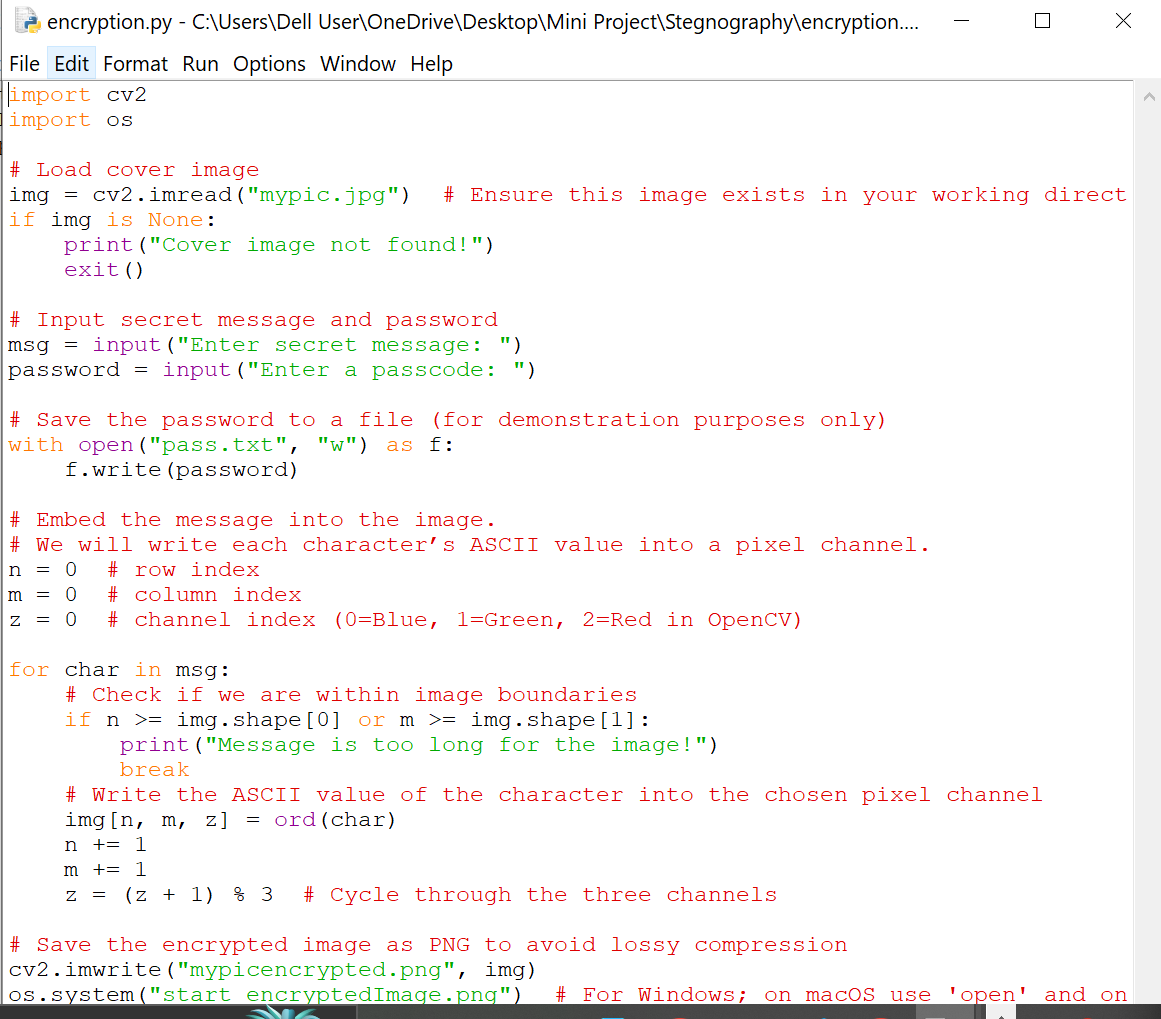 encryption.py - C:\Users\Dell User\OneDrive\Desktop\Mini Project\Stegnography\encryption....
File Edit Format Run Options Window Help
import cv2
import os

# Load cover image
img = cv2.imread("mypic.jpg")  # Ensure this image exists in your working direct
if img is None:
    print("Cover image not found!")
    exit()

# Input secret message and password
msg = input("Enter secret message: ")
password = input("Enter a passcode: ")

# Save the password to a file (for demonstration purposes only)
with open("pass.txt", "w") as f:
    f.write(password)

# Embed the message into the image.
# We will write each character’s ASCII value into a pixel channel.
n = 0  # row index
m = 0  # column index
z = 0  # channel index (0=Blue, 1=Green, 2=Red in OpenCV)

for char in msg:
    # Check if we are within image boundaries
    if n >= img.shape[0] or m >= img.shape[1]:
        print("Message is too long for the image!")
        break
    # Write the ASCII value of the character into the chosen pixel channel
    img[n, m, z] = ord(char)
    n += 1
    m += 1
    z = (z + 1) % 3  # Cycle through the three channels

# Save the encrypted image as PNG to avoid lossy compression
cv2.imwrite("mypicencrypted.png", img)
os.system("start encryptedImage.png")  # For Windows; on macOS use 'open' and on